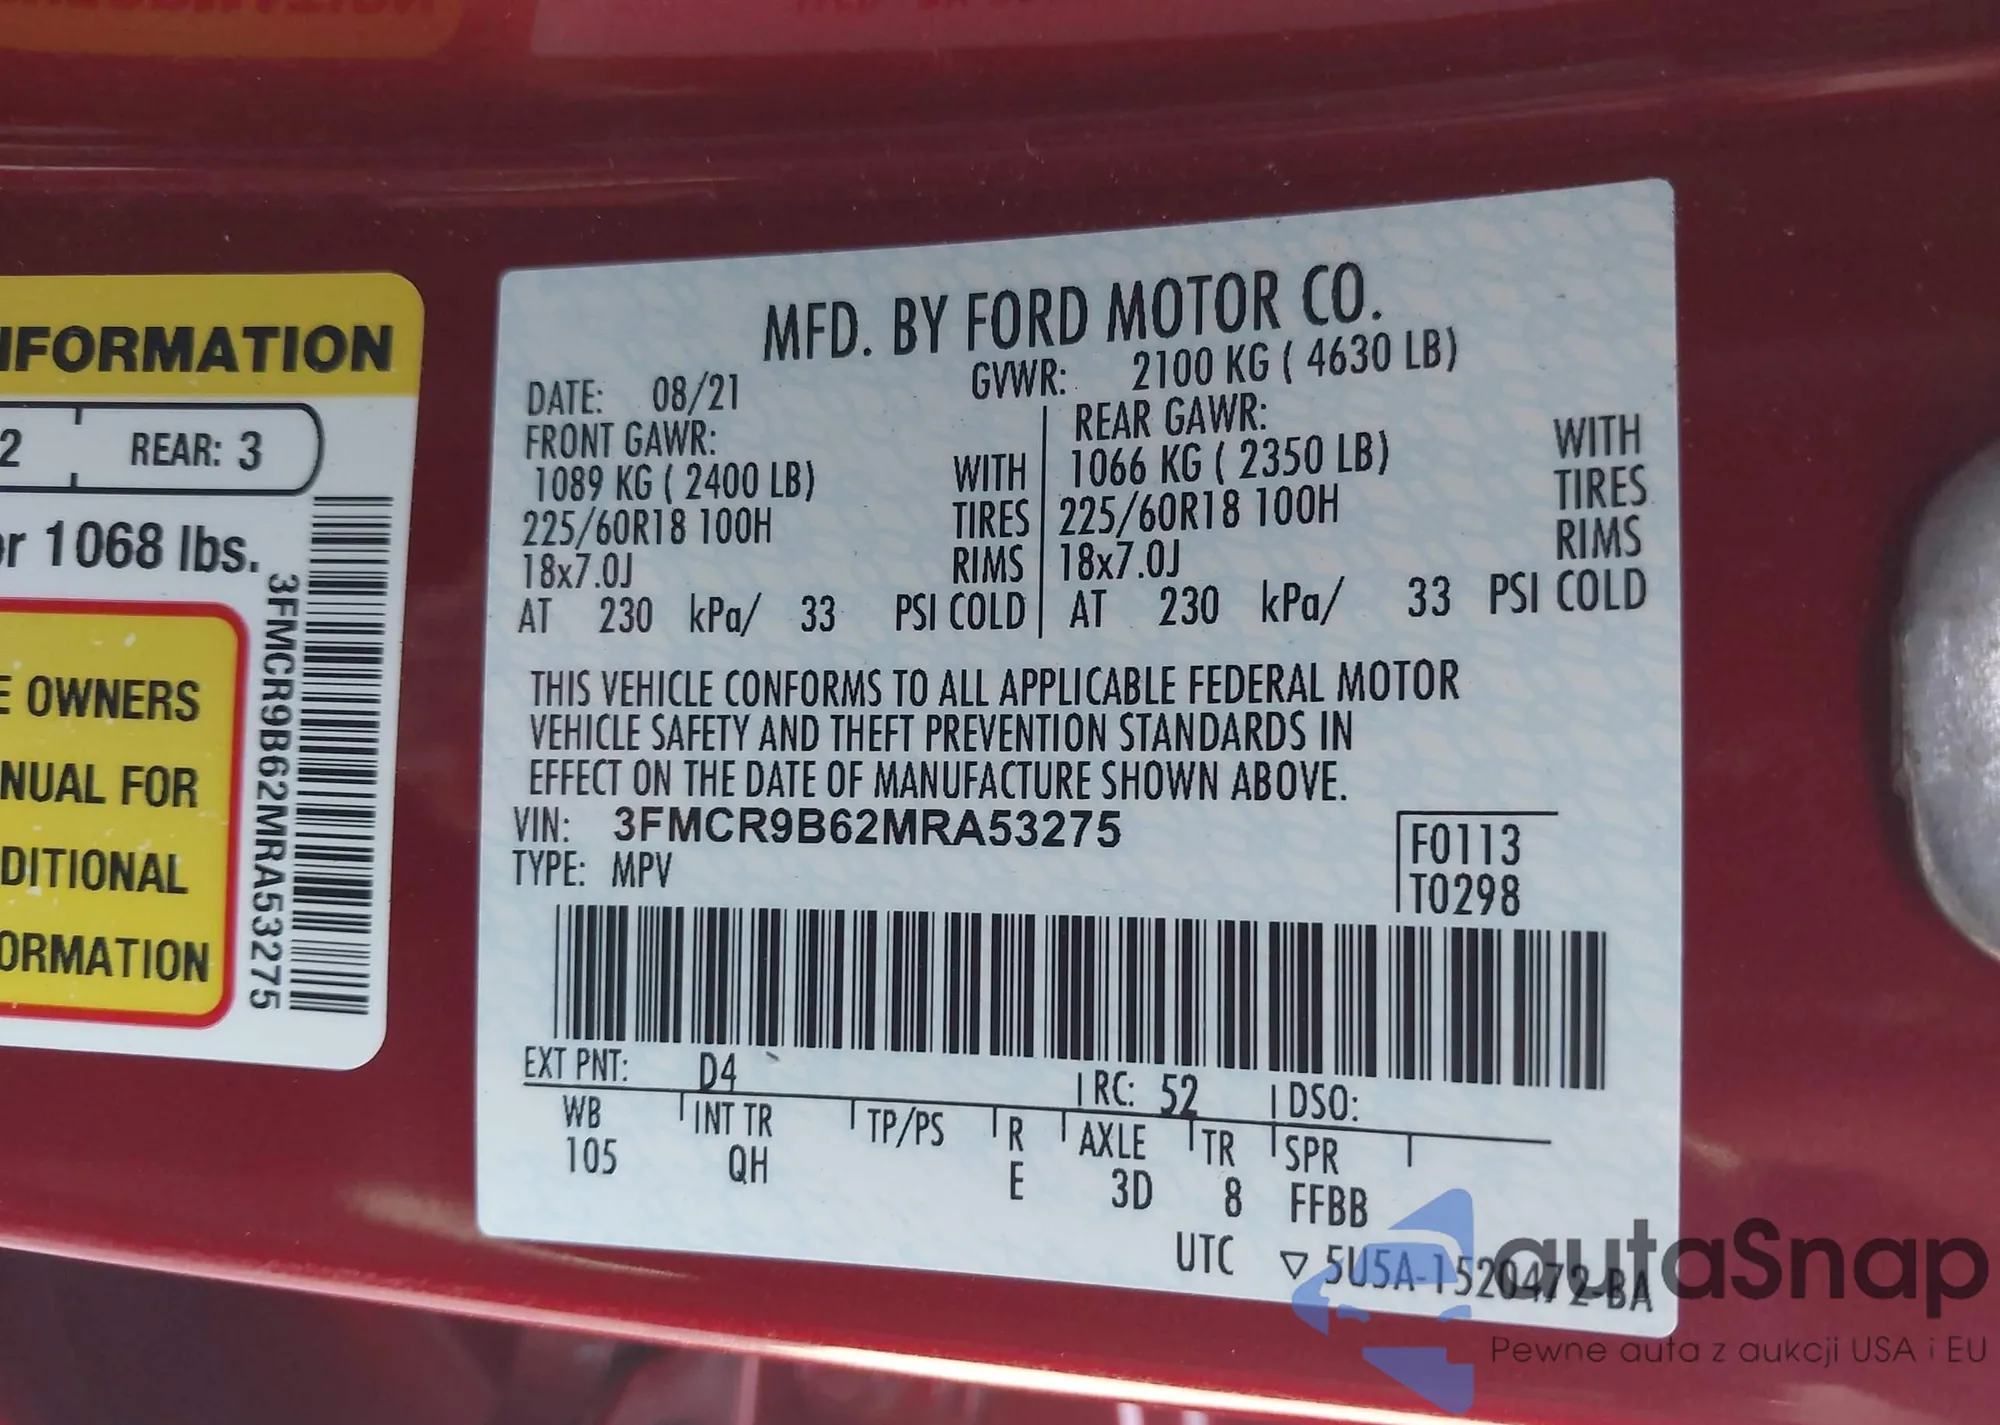 NFORMATION
2 REAR: 3
or 1068 lbs.
E OWNERS
NUAL FOR
DITIONAL
ORMATION
3FMCR9B62MRA53275
MFD. BY FORD MOTOR CO.
DATE: 08/21 GVWR: 2100 KG ( 4630 LB)
FRONT GAWR: REAR GAWR:
1089 KG ( 2400 LB) WITH 1066 KG ( 2350 LB) WITH
225/60R18 100H TIRES 225/60R18 100H TIRES
18x7.0J RIMS 18x7.0J RIMS
AT 230 kPa/ 33 PSI COLD AT 230 kPa/ 33 PSI COLD
THIS VEHICLE CONFORMS TO ALL APPLICABLE FEDERAL MOTOR
VEHICLE SAFETY AND THEFT PREVENTION STANDARDS IN
EFFECT ON THE DATE OF MANUFACTURE SHOWN ABOVE.
VIN: 3FMCR9B62MRA53275 F0113
TYPE: MPV T0298
EXT PNT: D4 RC: 52 DSO:
WB INT TR TP/PS R AXLE TR SPR
105 QH E 3D 8 FFBB
UTC ▽ 5U5A-1520472-BA
autaSnap
Pewne auta z aukcji USA i EU